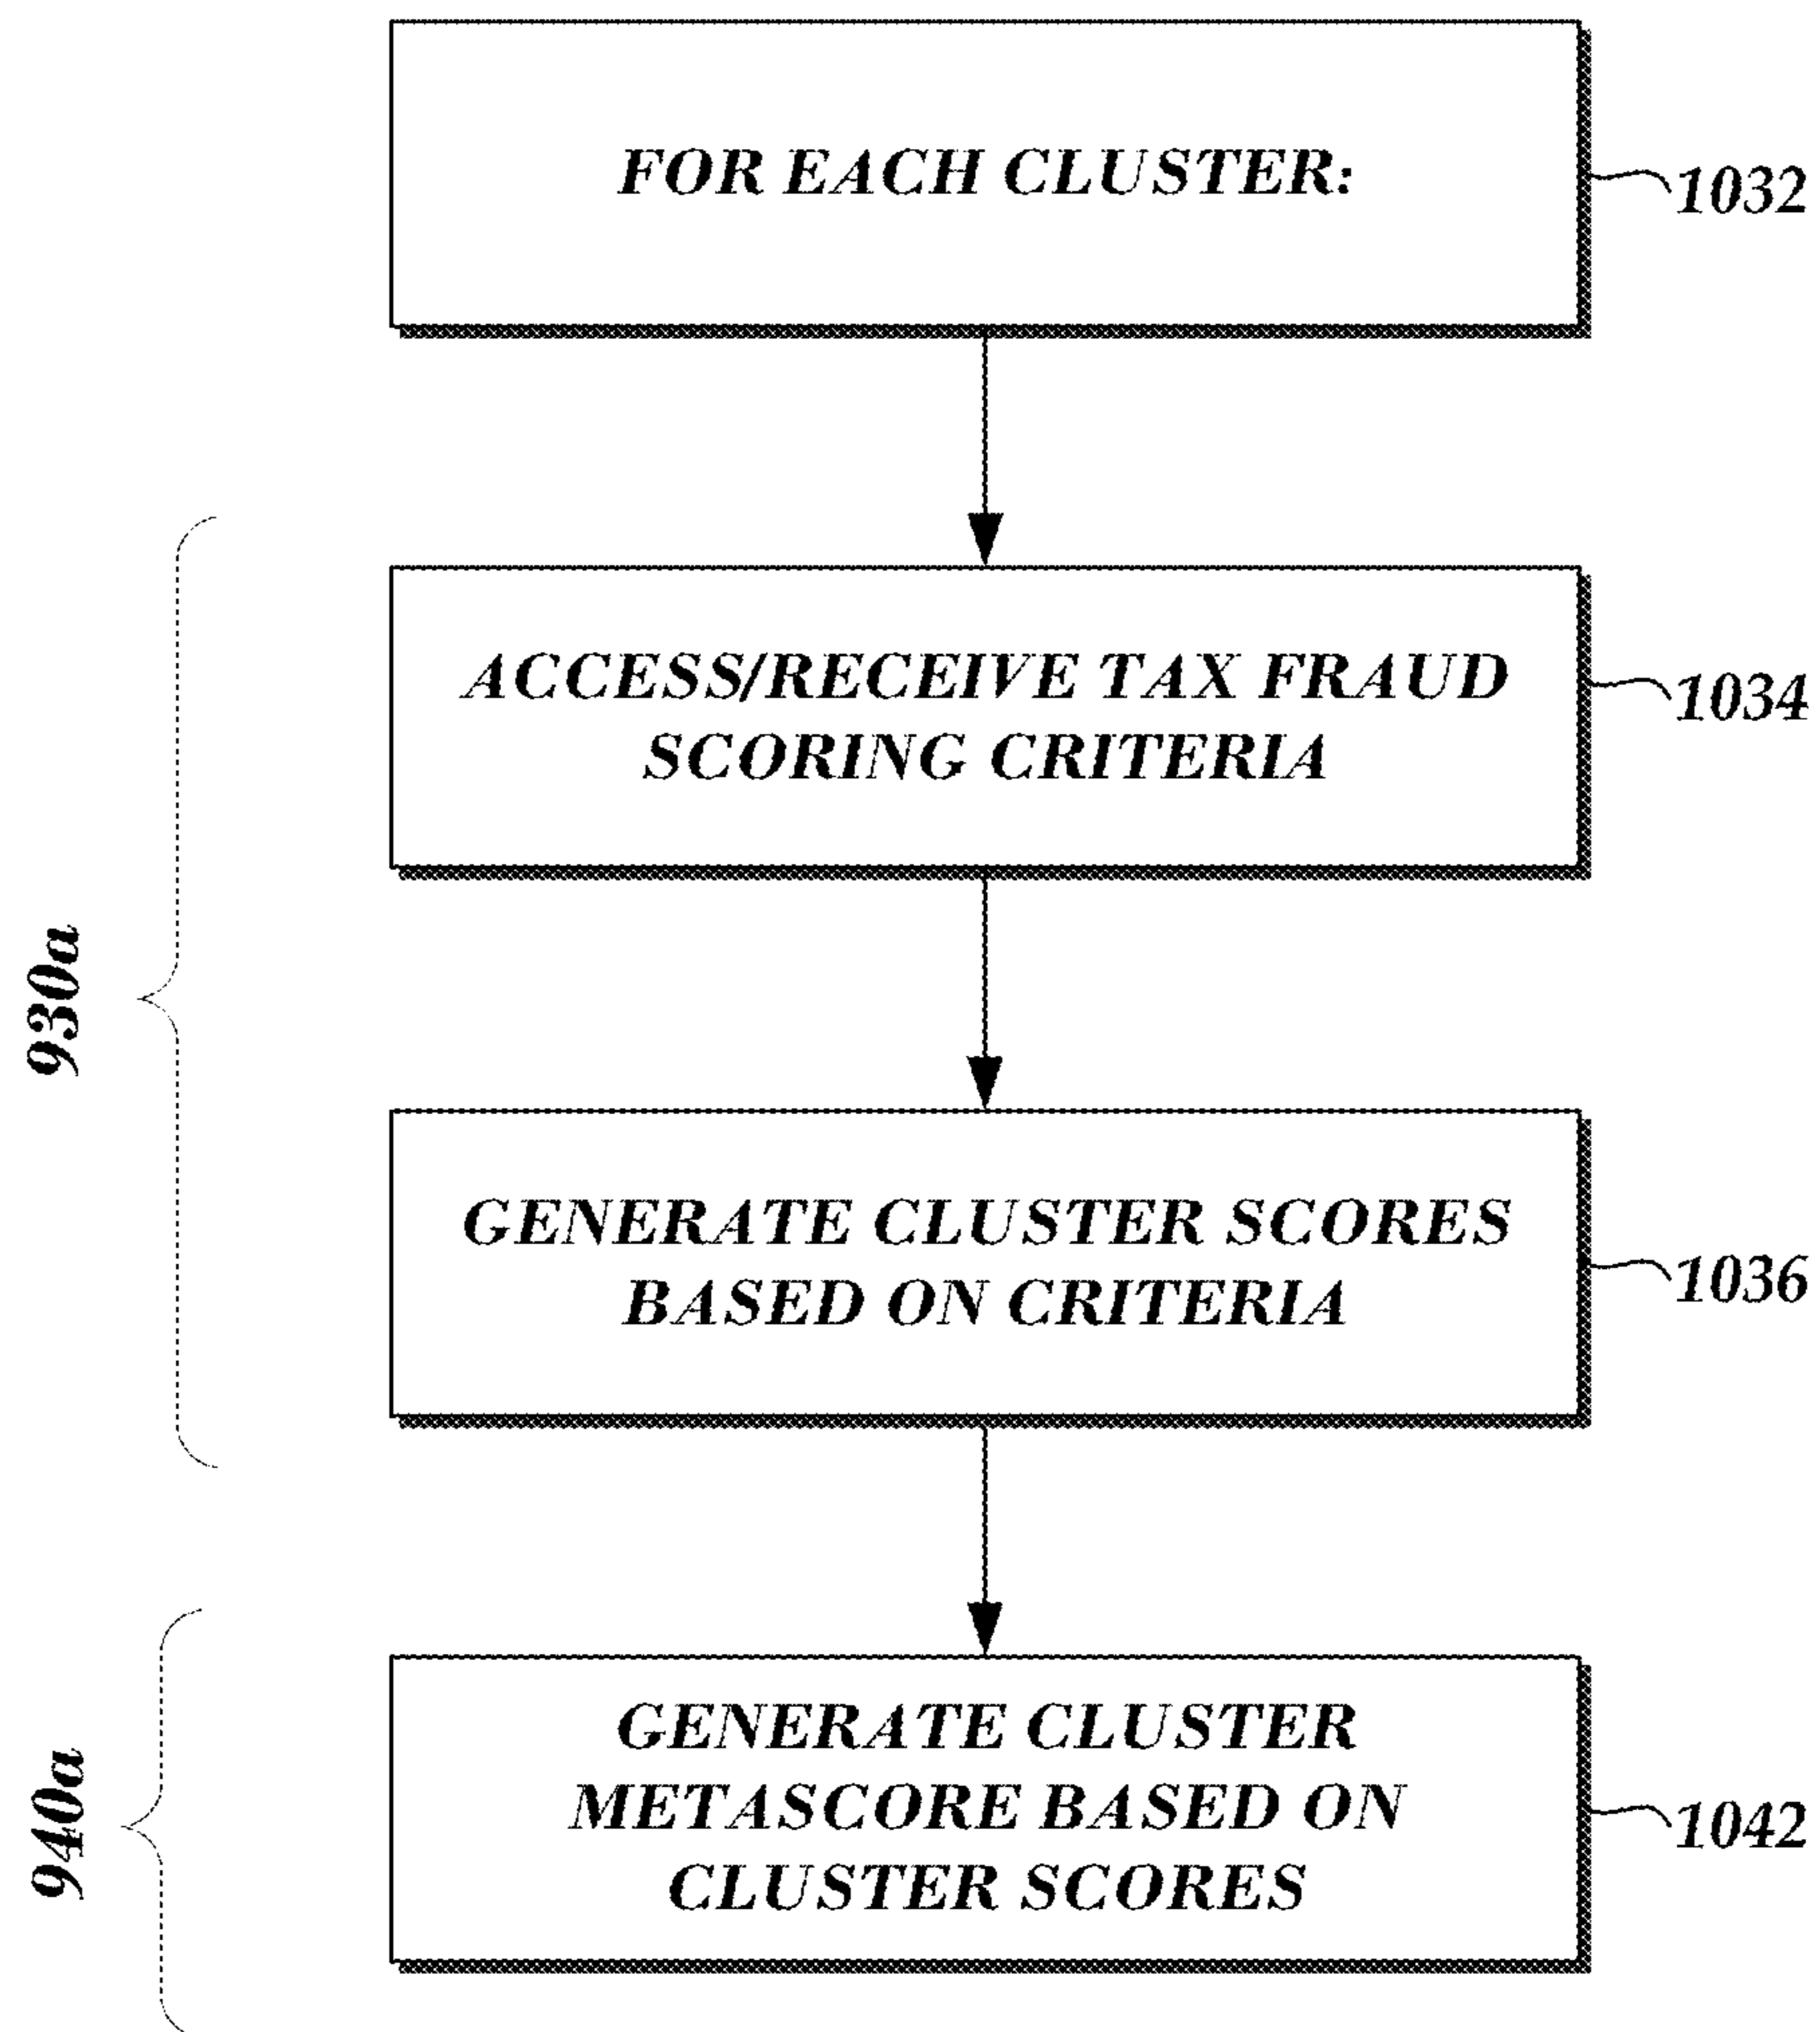 FOR EACH CLUSTER:
1032
930a
ACCESS/RECEIVE TAX FRAUD
SCORING CRITERIA
1034
GENERATE CLUSTER SCORES
BASED ON CRITERIA
1036
940a
GENERATE CLUSTER
METASCORE BASED ON
CLUSTER SCORES
1042